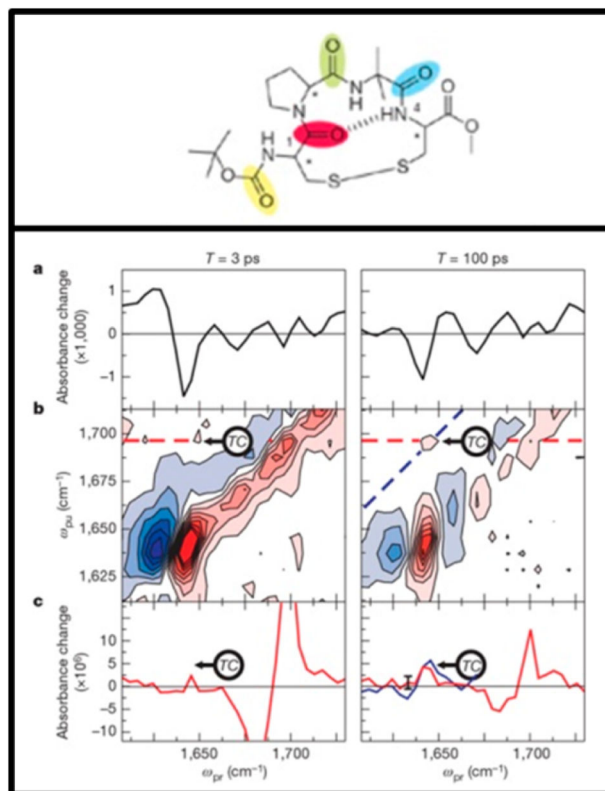 O
N
H
O
*
N
HN
4
O
O
1
O
*
*
H
N
S
S
O
O
T = 3 ps
T = 100 ps
a
Absorbance change
(×1,000)
1
0
−1
b
ωpu (cm⁻¹)
1,700
1,675
1,650
1,625
TC
TC
c
Absorbance change
(×10⁶)
10
5
0
−5
−10
TC
TC
1,650
1,700
1,650
1,700
ωpr (cm⁻¹)
ωpr (cm⁻¹)